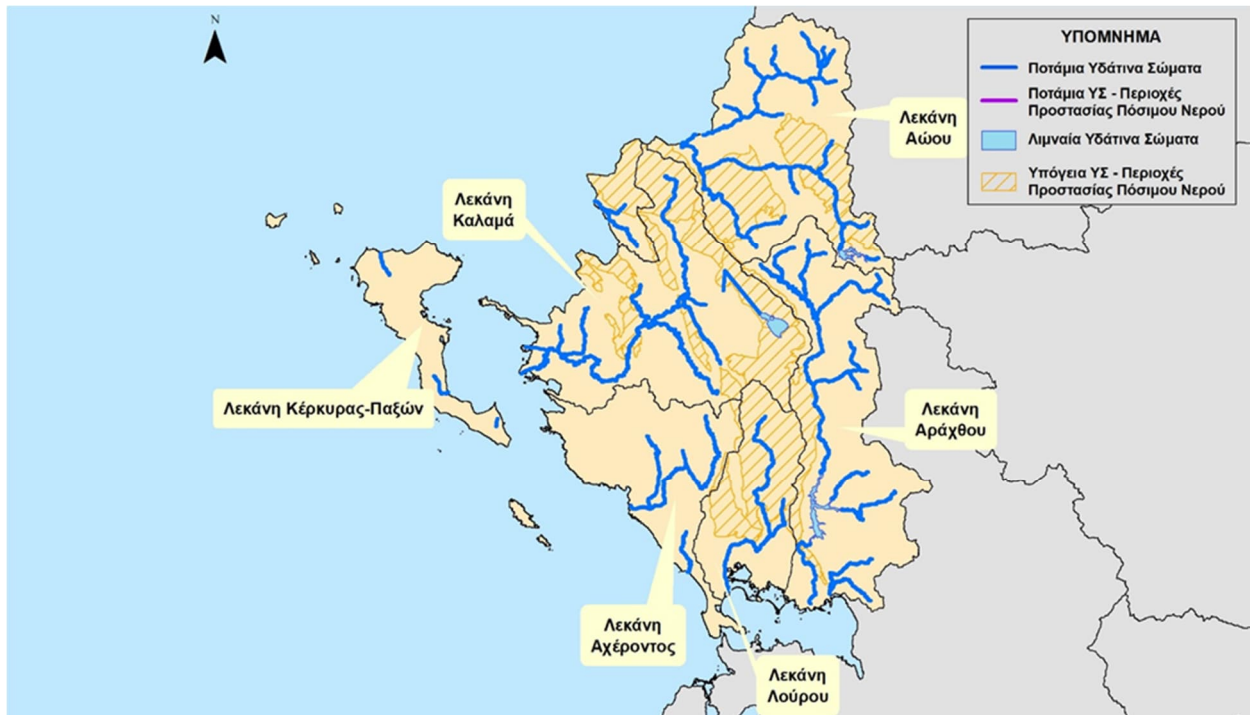 N
ΥΠΟΜΝΗΜΑ
Ποτάμια Υδάτινα Σώματα
Ποτάμια ΥΣ - Περιοχές
Προστασίας Πόσιμου Νερού
Λιμναία Υδάτινα Σώματα
Υπόγεια ΥΣ - Περιοχές
Προστασίας Πόσιμου Νερού
Λεκάνη
Αώου
Λεκάνη
Καλαμά
Λεκάνη Κέρκυρας-Παξών
Λεκάνη
Αράχθου
Λεκάνη
Αχέροντος
Λεκάνη
Λούρου